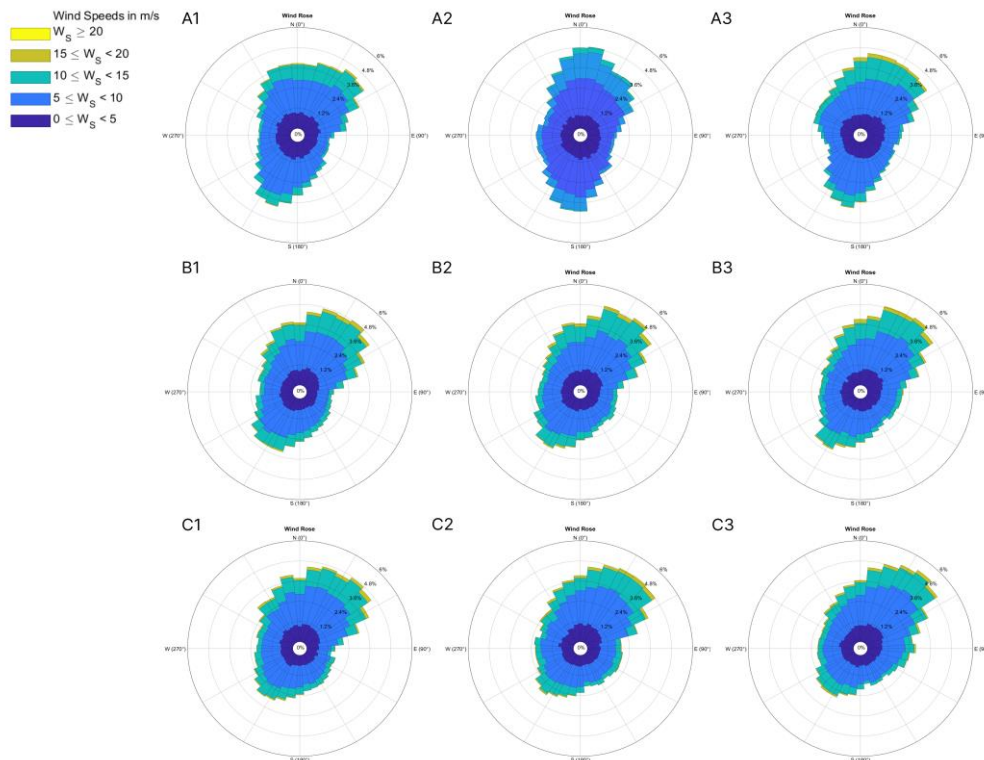 Wind Speeds in m/s
W_S ≥ 20
15 ≤ W_S < 20
10 ≤ W_S < 15
5 ≤ W_S < 10
0 ≤ W_S < 5
A1
Wind Rose
N (0°)
6%
4.8%
3.6%
2.4%
1.2%
0%
W (270°)
E (90°)
S (180°)
A2
Wind Rose
N (0°)
6%
4.8%
3.6%
2.4%
1.2%
0%
W (270°)
E (90°)
S (180°)
A3
Wind Rose
N (0°)
6%
4.8%
3.6%
2.4%
1.2%
0%
W (270°)
E (90°)
S (180°)
B1
Wind Rose
N (0°)
6%
4.8%
3.6%
2.4%
1.2%
0%
W (270°)
E (90°)
S (180°)
B2
Wind Rose
N (0°)
6%
4.8%
3.6%
2.4%
1.2%
0%
W (270°)
E (90°)
S (180°)
B3
Wind Rose
N (0°)
6%
4.8%
3.6%
2.4%
1.2%
0%
W (270°)
E (90°)
S (180°)
C1
Wind Rose
N (0°)
6%
4.8%
3.6%
2.4%
1.2%
0%
W (270°)
E (90°)
C2
Wind Rose
N (0°)
6%
4.8%
3.6%
2.4%
1.2%
0%
W (270°)
E (90°)
C3
Wind Rose
N (0°)
6%
4.8%
3.6%
2.4%
1.2%
0%
W (270°)
E (90°)